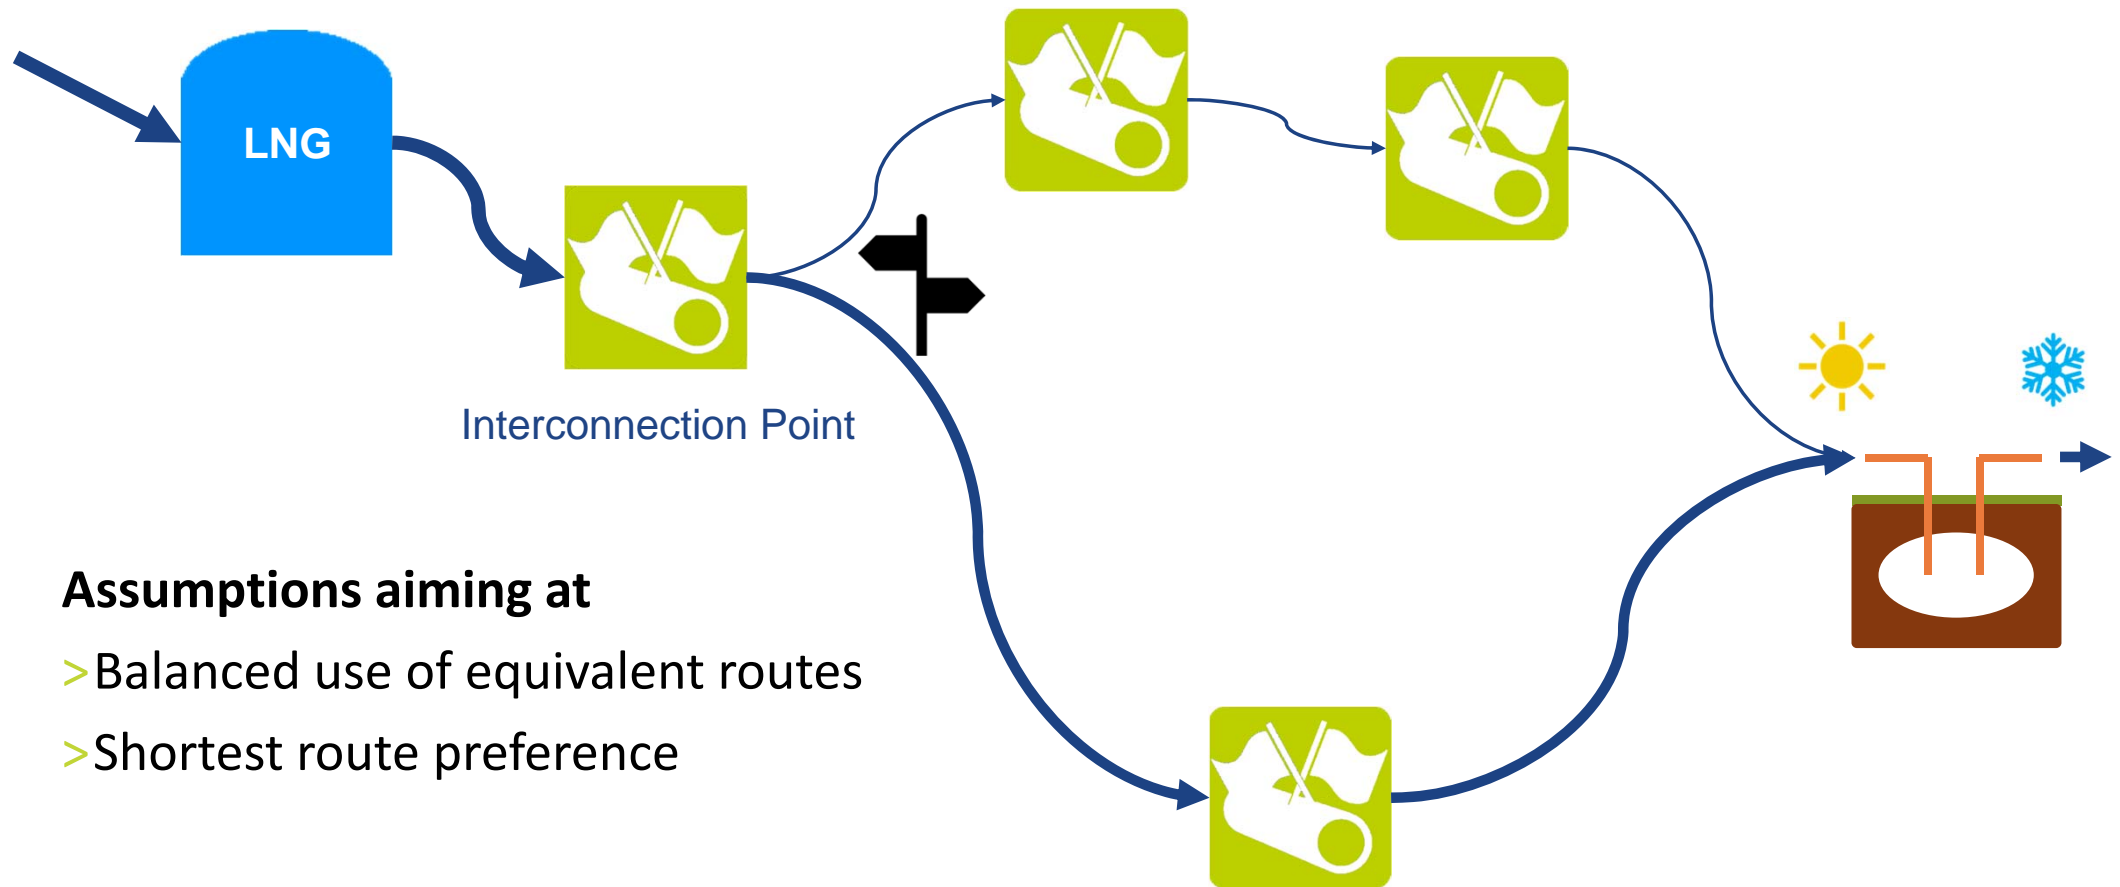 LNG
Interconnection Point
Assumptions aiming at
>Balanced use of equivalent routes
>Shortest route preference